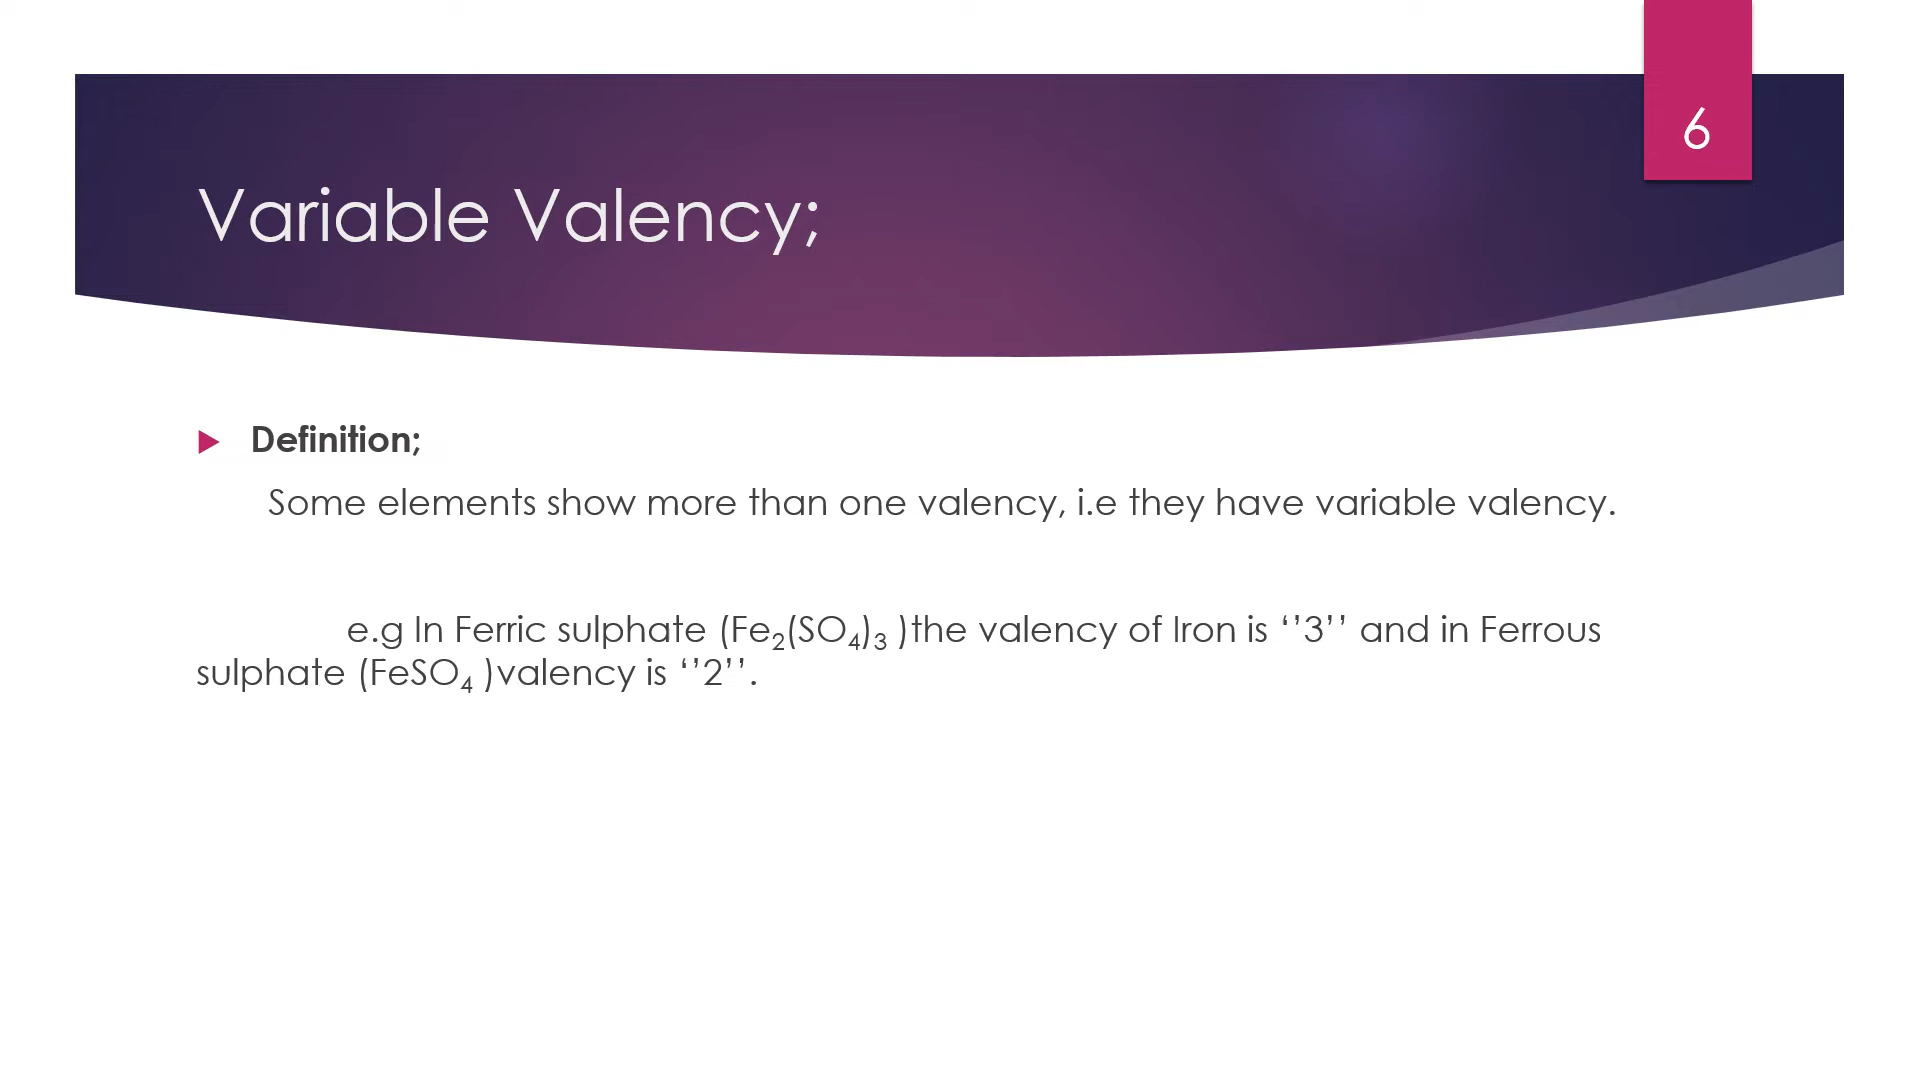 6
Variable Valency;
Definition;
Some elements show more than one valency, i.e they have variable valency.
e.g In Ferric sulphate (Fe₂(SO₄)₃ )the valency of Iron is ‘’3’’ and in Ferrous
sulphate (FeSO₄ )valency is ‘’2’’.